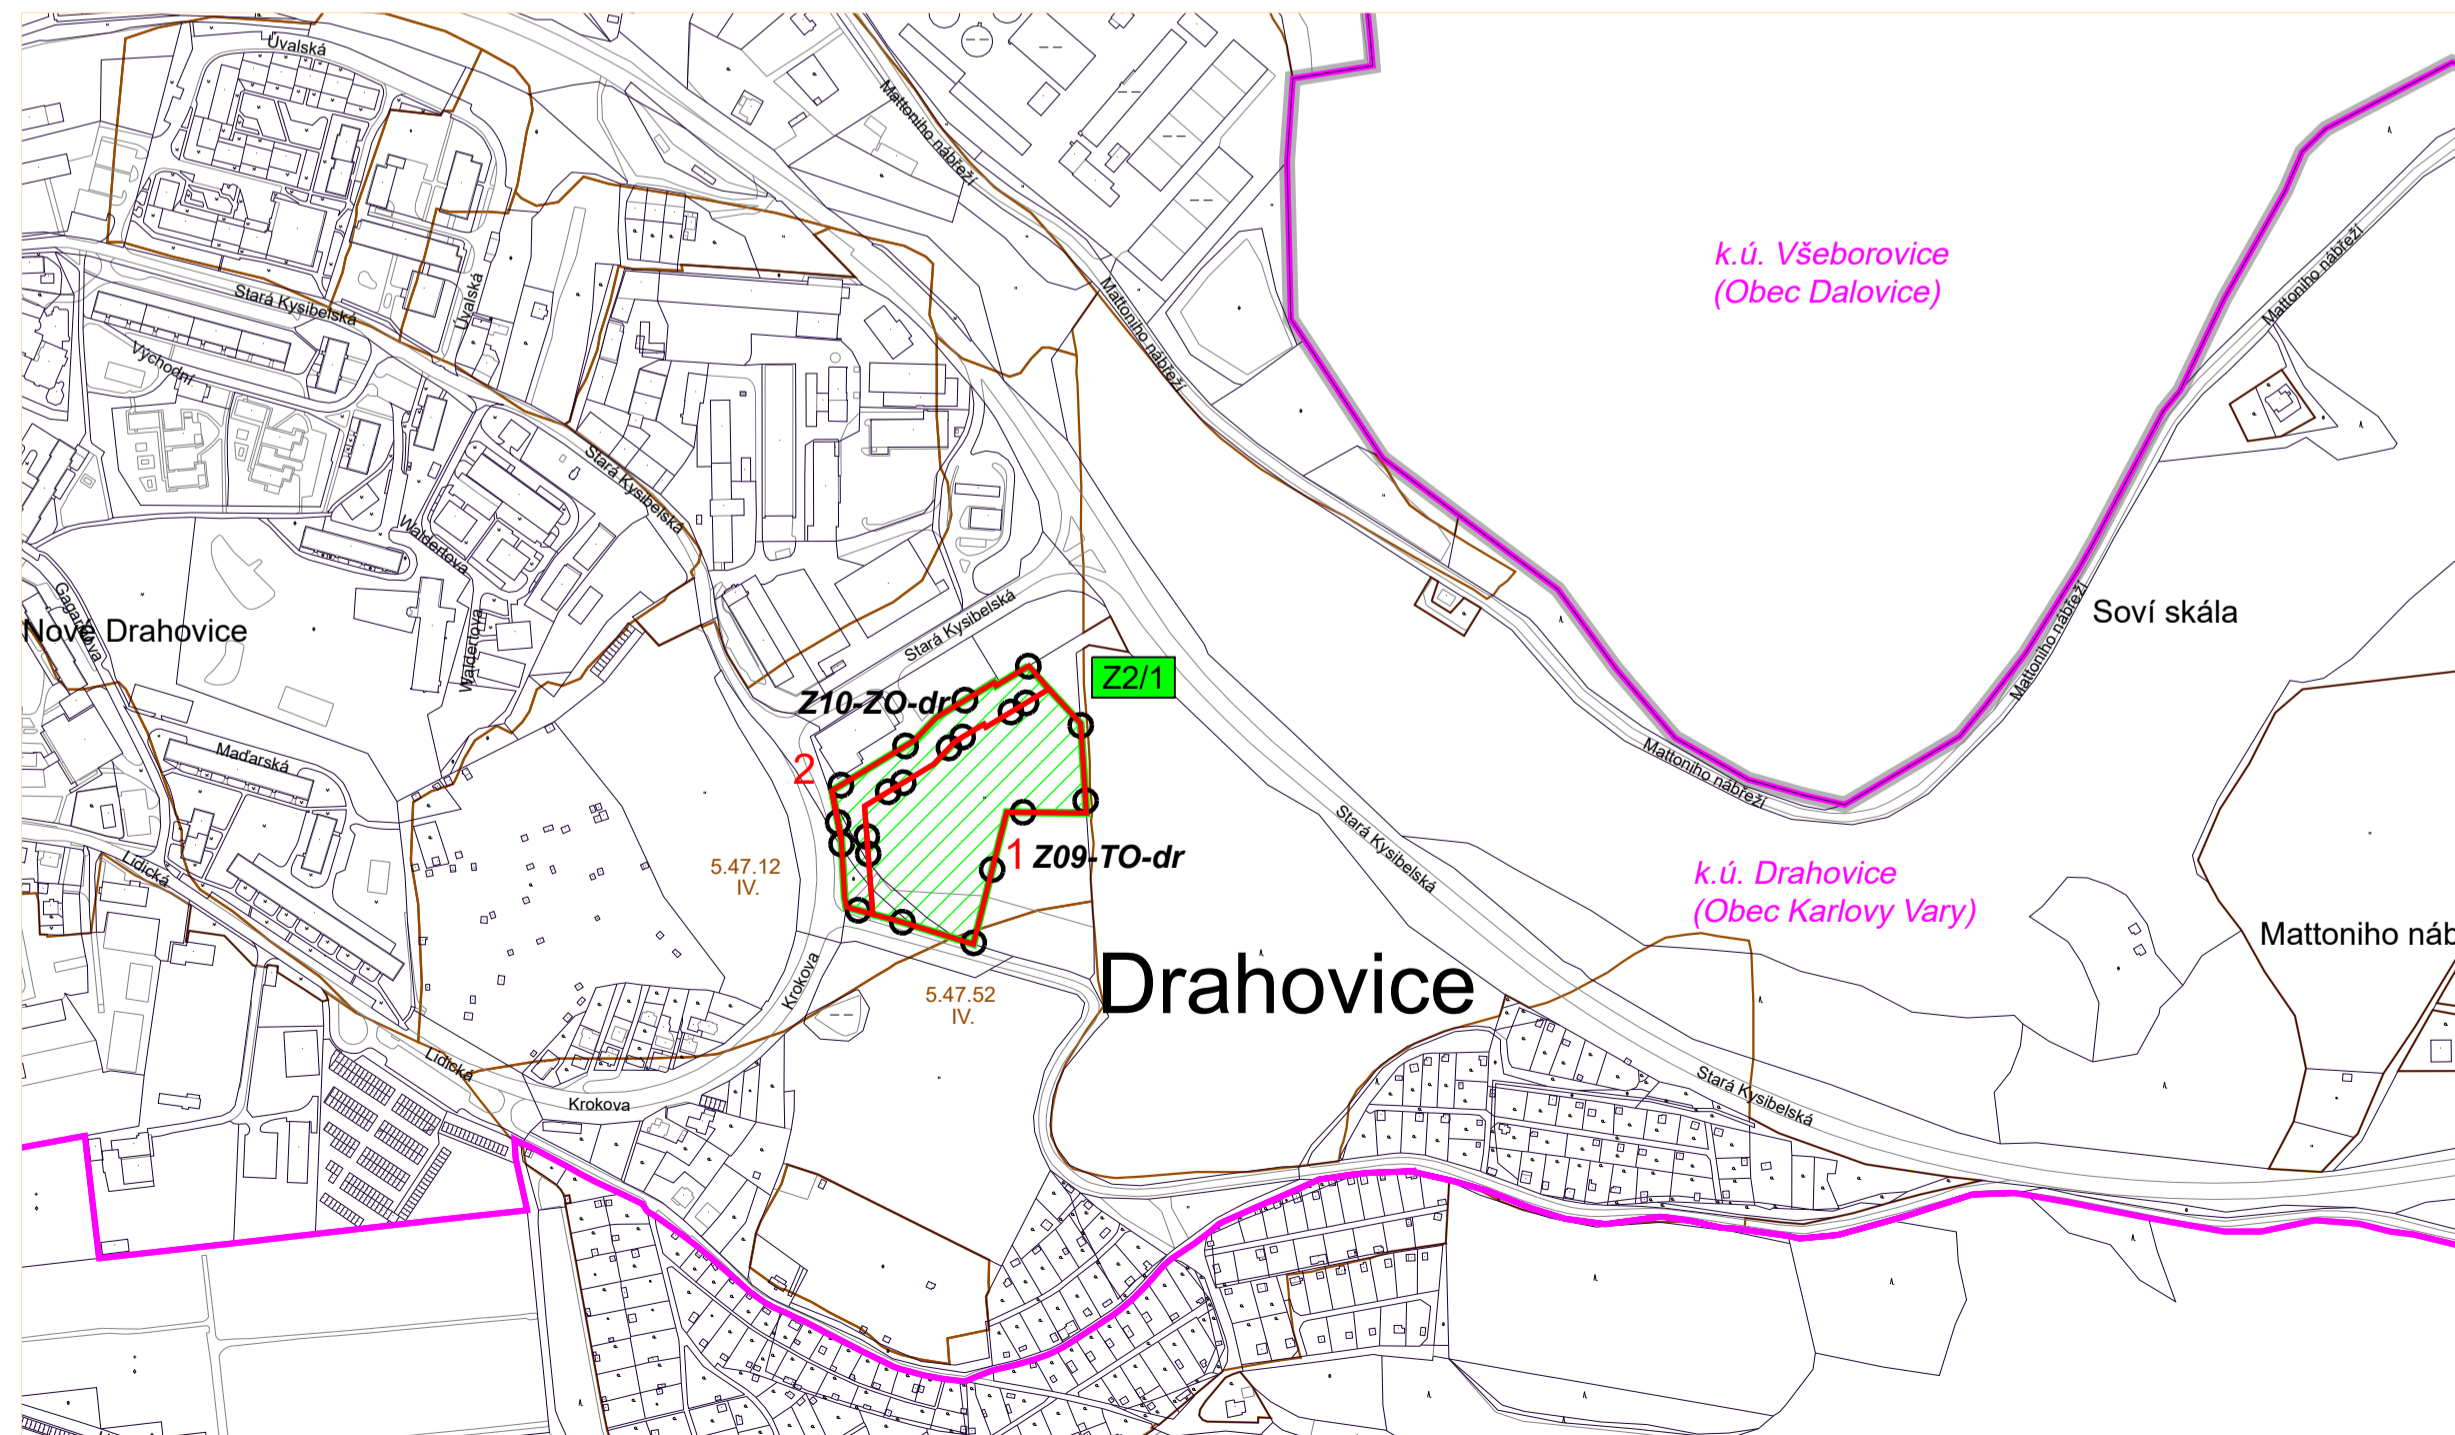 Úvalská
Mattoniho nábřeží
k.ú. Všeborovice
(Obec Dalovice)
Mattoniho nábřeží
Stará Kysibelská
Úvalská
Mattoniho nábřeží
Východní
Stará Kysibelská
Waldertova
Gagarinova
Nové Drahovice
Waldertova
Stará Kysibelská
Soví skála
Mattoniho nábřeží
Z2/1
Z10-ZO-dr
Maďarská
2
Mattoniho nábřeží
Stará Kysibelská
Lidická
5.47.12
IV.
1
Z09-TO-dr
k.ú. Drahovice
(Obec Karlovy Vary)
Mattoniho náb
Krokova
Drahovice
5.47.52
IV.
Lidická
Krokova
Stará Kysibelská